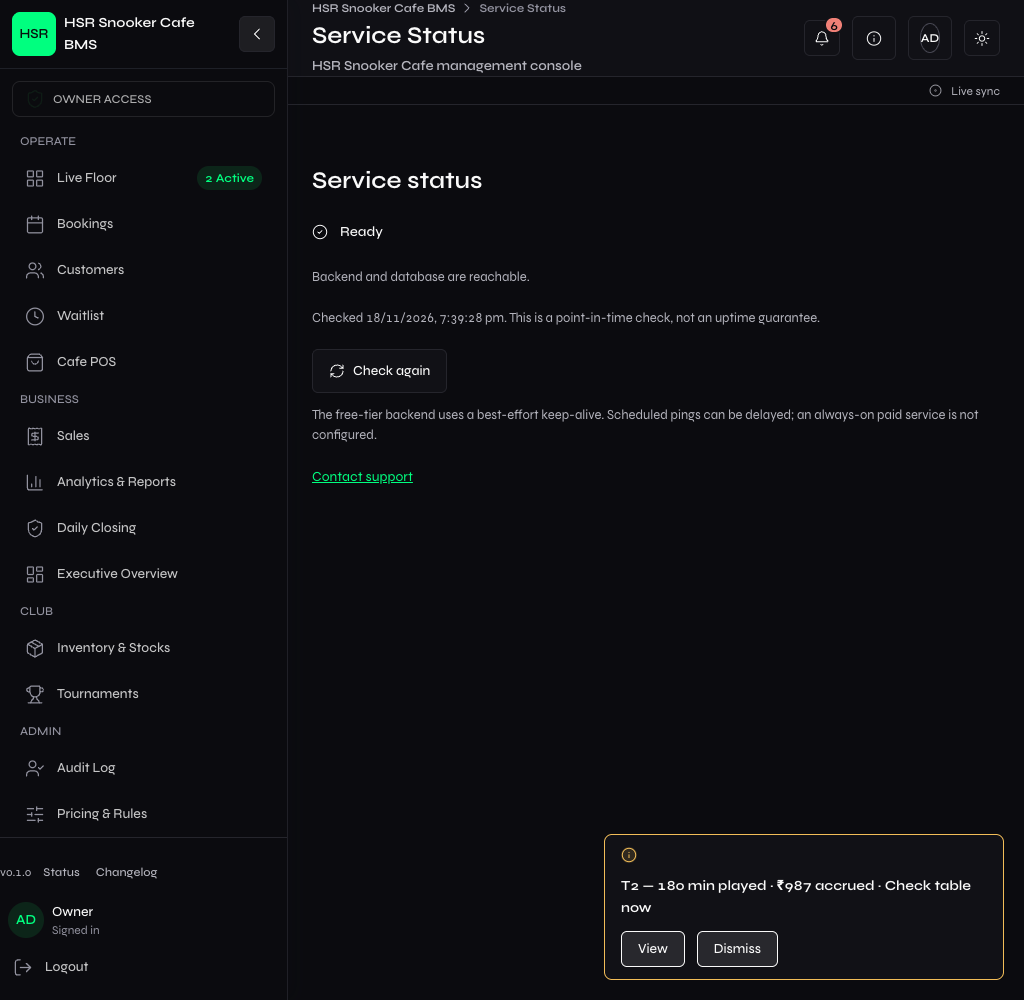 HSR
HSR Snooker Cafe
BMS
OWNER ACCESS
OPERATE
Live Floor
2 Active
Bookings
Customers
Waitlist
Cafe POS
BUSINESS
Sales
Analytics & Reports
Daily Closing
Executive Overview
CLUB
Inventory & Stocks
Tournaments
ADMIN
Audit Log
Pricing & Rules
v0.1.0
Status
Changelog
AD
Owner
Signed in
Logout
HSR Snooker Cafe BMS > Service Status
Service Status
HSR Snooker Cafe management console
6
AD
Live sync
Service status
Ready
Backend and database are reachable.
Checked 18/11/2026, 7:39:28 pm. This is a point-in-time check, not an uptime guarantee.
Check again
The free-tier backend uses a best-effort keep-alive. Scheduled pings can be delayed; an always-on paid service is not
configured.
Contact support
T2 — 180 min played · ₹987 accrued · Check table
now
View
Dismiss